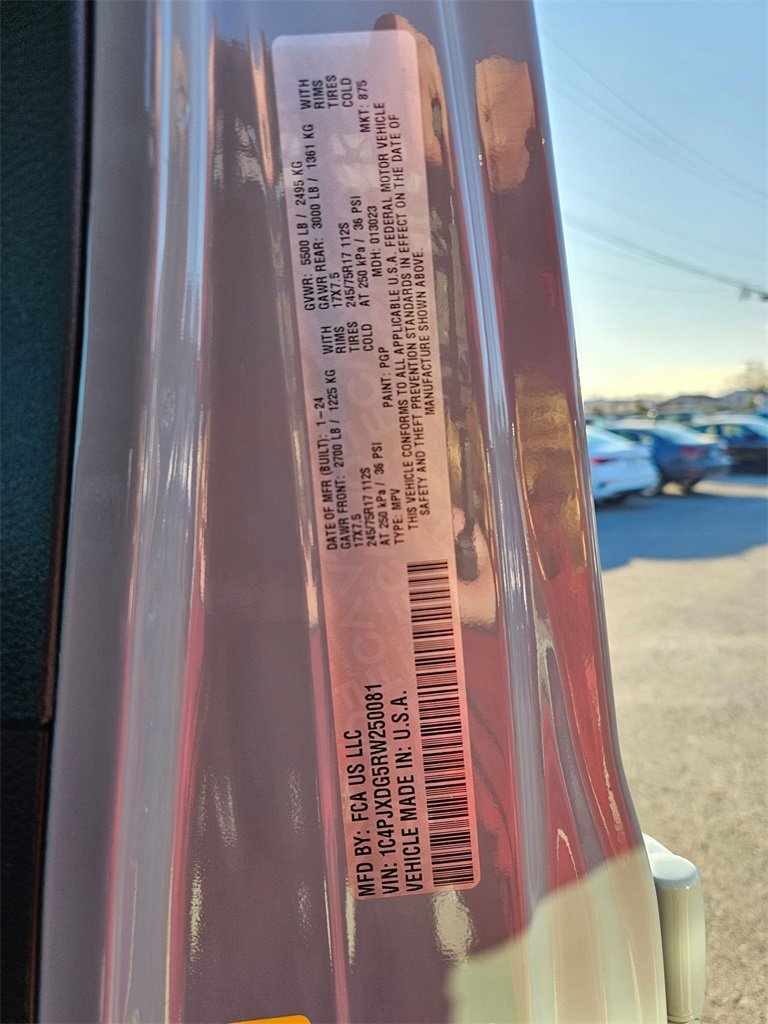 MFD BY: FCA US LLC
VIN: 1C4PJXDG5RW250081
VEHICLE MADE IN: U.S.A.
DATE OF MFR (BUILT): 1-24 GVWR: 5500 LB / 2495 KG
GAWR FRONT: 2700 LB / 1225 KG WITH GAWR REAR: 3000 LB / 1361 KG WITH
17X7.5 RIMS 17X7.5 RIMS
245/75R17 112S TIRES 245/75R17 112S TIRES
AT 250 kPa / 36 PSI COLD AT 250 kPa / 36 PSI COLD
TYPE: MPV PAINT: PGP MDH: 013023 MKT: 875
THIS VEHICLE CONFORMS TO ALL APPLICABLE U.S.A. FEDERAL MOTOR VEHICLE
SAFETY AND THEFT PREVENTION STANDARDS IN EFFECT ON THE DATE OF
MANUFACTURE SHOWN ABOVE.